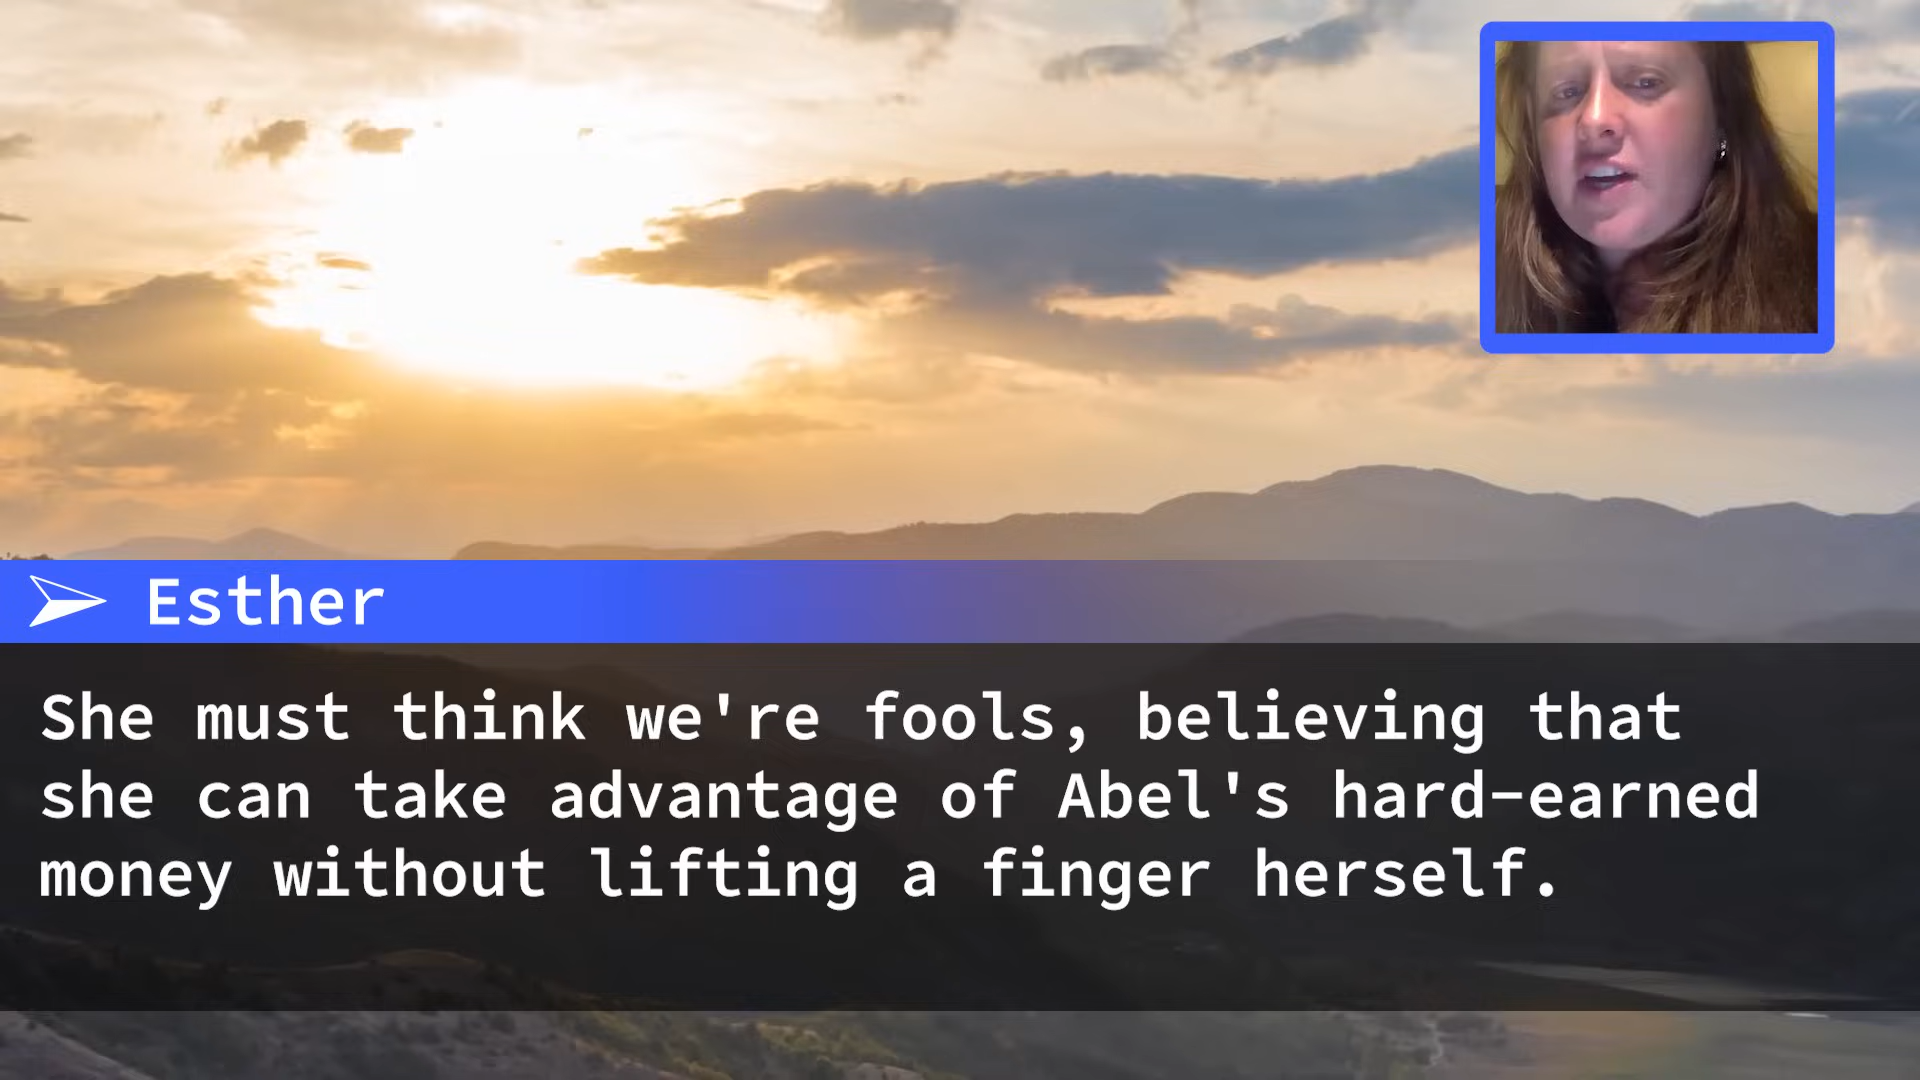 Esther
She must think we're fools, believing that
she can take advantage of Abel's hard-earned
money without lifting a finger herself.